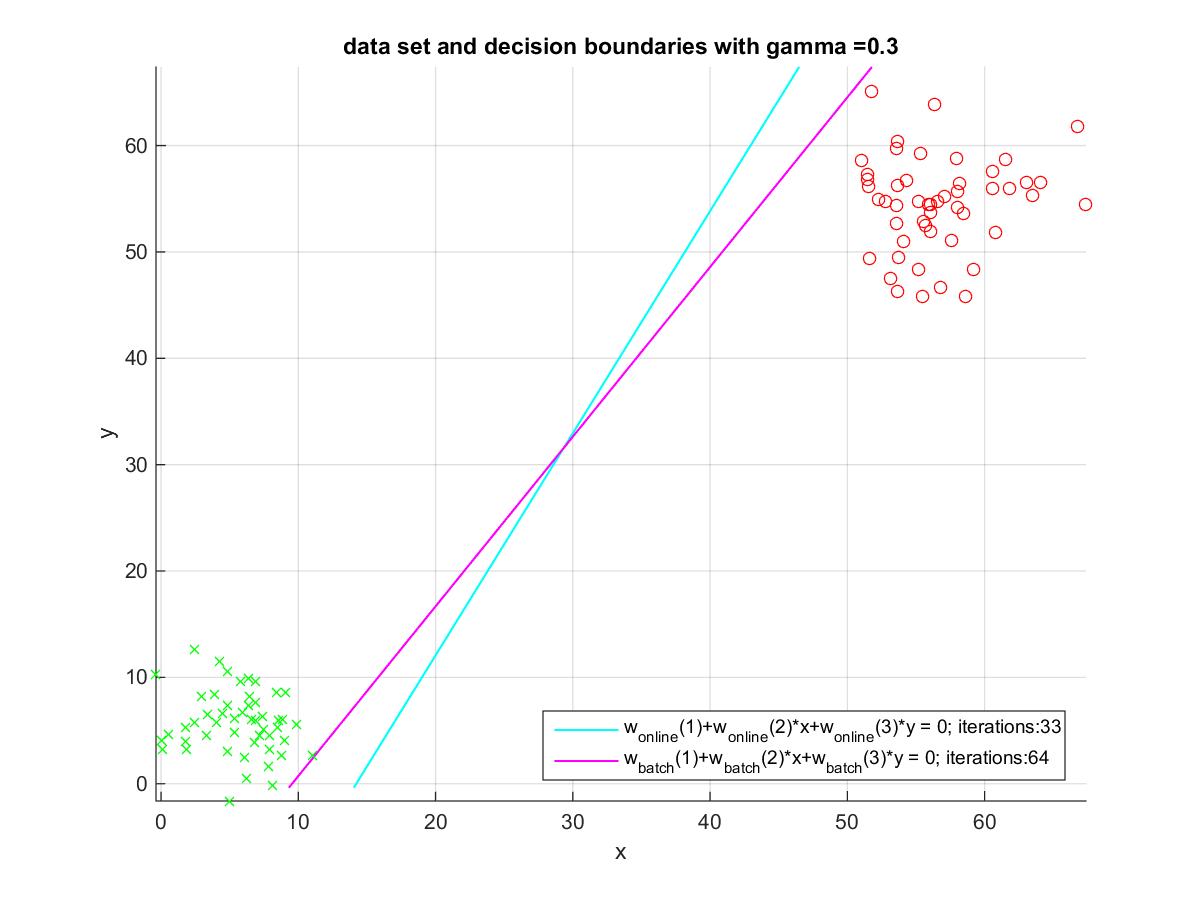 data set and decision boundaries with gamma =0.3
60
50
40
30
20
10
0
y
w_online(1)+w_online(2)*x+w_online(3)*y = 0; iterations:33
w_batch(1)+w_batch(2)*x+w_batch(3)*y = 0; iterations:64
0 10 20 30 40 50 60
x